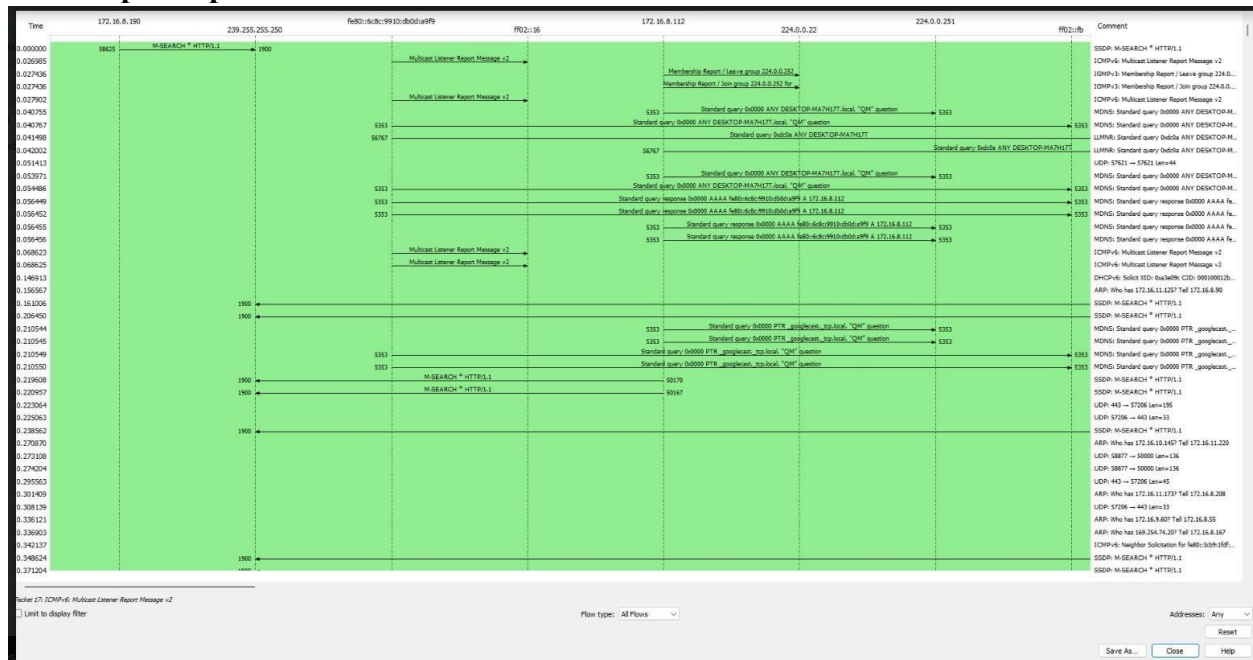 172.16.8.190 fe80::6c8c:9910:db0d:a9f9 172.16.8.112 224.0.0.251
Time 239.255.255.250 ff02::16 224.0.0.22 ff02::fb Comment
0.000000 58625 M-SEARCH * HTTP/1.1 1900 SSDP: M-SEARCH * HTTP/1.1
0.026985 Multicast Listener Report Message v2 ICMPv6: Multicast Listener Report Message v2
0.027436 Membership Report / Leave group 224.0.0.252 IGMPv3: Membership Report / Leave group 224.0...
0.027436 Membership Report / Join group 224.0.0.252 for IGMPv3: Membership Report / Join group 224.0.0...
0.027902 Multicast Listener Report Message v2 ICMPv6: Multicast Listener Report Message v2
0.040755 5353 Standard query 0x0000 ANY DESKTOP-MA7H17T.local, "QM" question 5353 MDNS: Standard query 0x0000 ANY DESKTOP-M...
0.040767 5353 Standard query 0x0000 ANY DESKTOP-MA7H17T.local, "QM" question 5353 MDNS: Standard query 0x0000 ANY DESKTOP-M...
0.041498 56767 Standard query 0xdc0a ANY DESKTOP-MA7H17T LLMNR: Standard query 0xdc0a ANY DESKTOP-M...
0.042002 56767 Standard query 0xdc0a ANY DESKTOP-MA7H17T LLMNR: Standard query 0xdc0a ANY DESKTOP-M...
0.051413 UDP: 57621 → 57621 Len=44
0.053971 5353 Standard query 0x0000 ANY DESKTOP-MA7H17T.local, "QM" question 5353 MDNS: Standard query 0x0000 ANY DESKTOP-M...
0.054486 5353 Standard query 0x0000 ANY DESKTOP-MA7H17T.local, "QM" question 5353 MDNS: Standard query 0x0000 ANY DESKTOP-M...
0.056449 5353 Standard query response 0x0000 AAAA fe80::6c8c:9910:db0d:a9f9 A 172.16.8.112 5353 MDNS: Standard query response 0x0000 AAAA fe...
0.056452 5353 Standard query response 0x0000 AAAA fe80::6c8c:9910:db0d:a9f9 A 172.16.8.112 5353 MDNS: Standard query response 0x0000 AAAA fe...
0.056455 5353 Standard query response 0x0000 AAAA fe80::6c8c:9910:db0d:a9f9 A 172.16.8.112 5353 MDNS: Standard query response 0x0000 AAAA fe...
0.056456 5353 Standard query response 0x0000 AAAA fe80::6c8c:9910:db0d:a9f9 A 172.16.8.112 5353 MDNS: Standard query response 0x0000 AAAA fe...
0.068623 Multicast Listener Report Message v2 ICMPv6: Multicast Listener Report Message v2
0.068625 Multicast Listener Report Message v2 ICMPv6: Multicast Listener Report Message v2
0.146913 DHCPv6: Solicit XID: 0xa3e09c CID: 000100012b...
0.156567 ARP: Who has 172.16.11.125? Tell 172.16.8.90
0.161006 1900 SSDP: M-SEARCH * HTTP/1.1
0.206450 1900 SSDP: M-SEARCH * HTTP/1.1
0.210544 5353 Standard query 0x0000 PTR _googlecast._tcp.local, "QM" question 5353 MDNS: Standard query 0x0000 PTR _googlecast._...
0.210545 5353 Standard query 0x0000 PTR _googlecast._tcp.local, "QM" question 5353 MDNS: Standard query 0x0000 PTR _googlecast._...
0.210549 5353 Standard query 0x0000 PTR _googlecast._tcp.local, "QM" question 5353 MDNS: Standard query 0x0000 PTR _googlecast._...
0.210550 5353 Standard query 0x0000 PTR _googlecast._tcp.local, "QM" question 5353 MDNS: Standard query 0x0000 PTR _googlecast._...
0.219608 1900 M-SEARCH * HTTP/1.1 50170 SSDP: M-SEARCH * HTTP/1.1
0.220957 1900 M-SEARCH * HTTP/1.1 50167 SSDP: M-SEARCH * HTTP/1.1
0.223064 UDP: 443 → 57206 Len=195
0.225063 UDP: 57206 → 443 Len=33
0.238562 1900 SSDP: M-SEARCH * HTTP/1.1
0.270870 ARP: Who has 172.16.10.145? Tell 172.16.11.220
0.273108 UDP: 58877 → 50000 Len=136
0.274204 UDP: 58877 → 50000 Len=136
0.295563 UDP: 443 → 57206 Len=45
0.301409 ARP: Who has 172.16.11.173? Tell 172.16.8.208
0.308139 UDP: 57206 → 443 Len=33
0.336121 ARP: Who has 172.16.9.60? Tell 172.16.8.55
0.336903 ARP: Who has 169.254.74.20? Tell 172.16.8.167
0.342137 ICMPv6: Neighbor Solicitation for fe80::3cb9:1fdf:...
0.348624 1900 SSDP: M-SEARCH * HTTP/1.1
0.371204 SSDP: M-SEARCH * HTTP/1.1
Packet 17: ICMPv6: Multicast Listener Report Message v2
Limit to display filter Flow type: All Flows Addresses: Any
Reset
Save As... Close Help